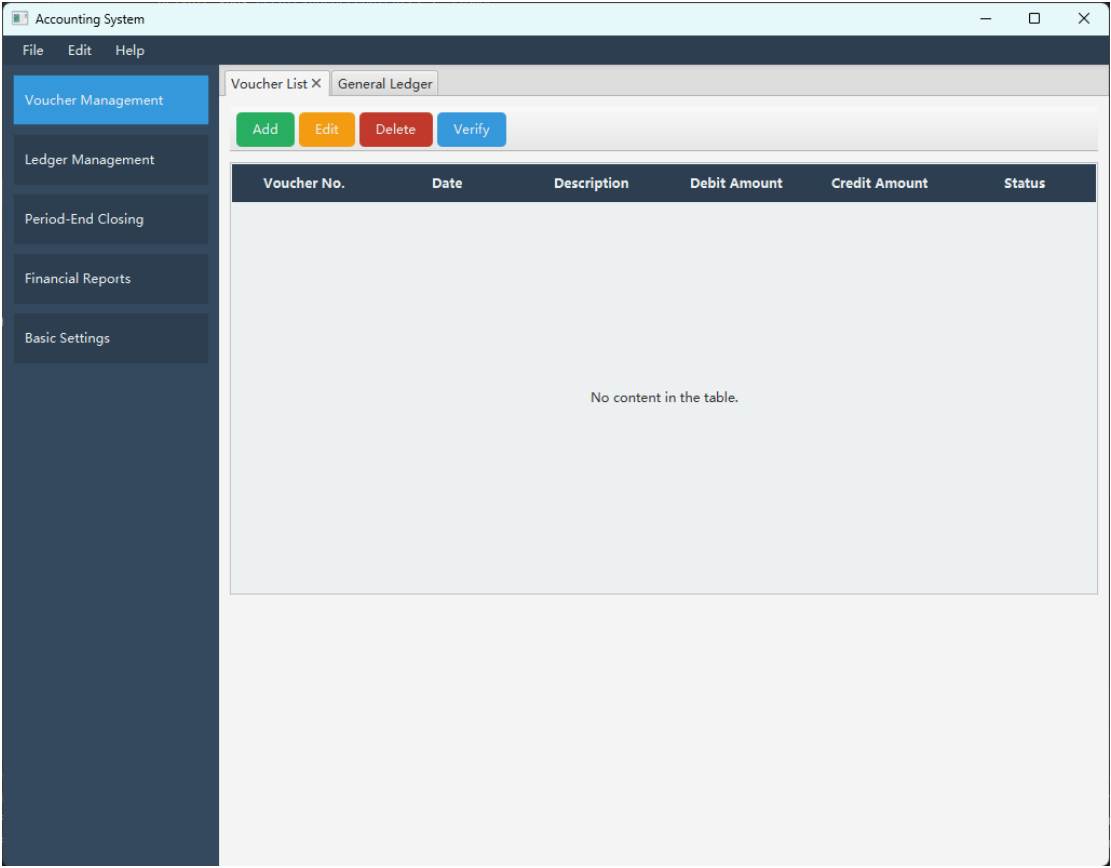 Accounting System
File Edit Help
Voucher Management
Ledger Management
Period-End Closing
Financial Reports
Basic Settings
Voucher List General Ledger
Add Edit Delete Verify
Voucher No. Date Description Debit Amount Credit Amount Status
No content in the table.